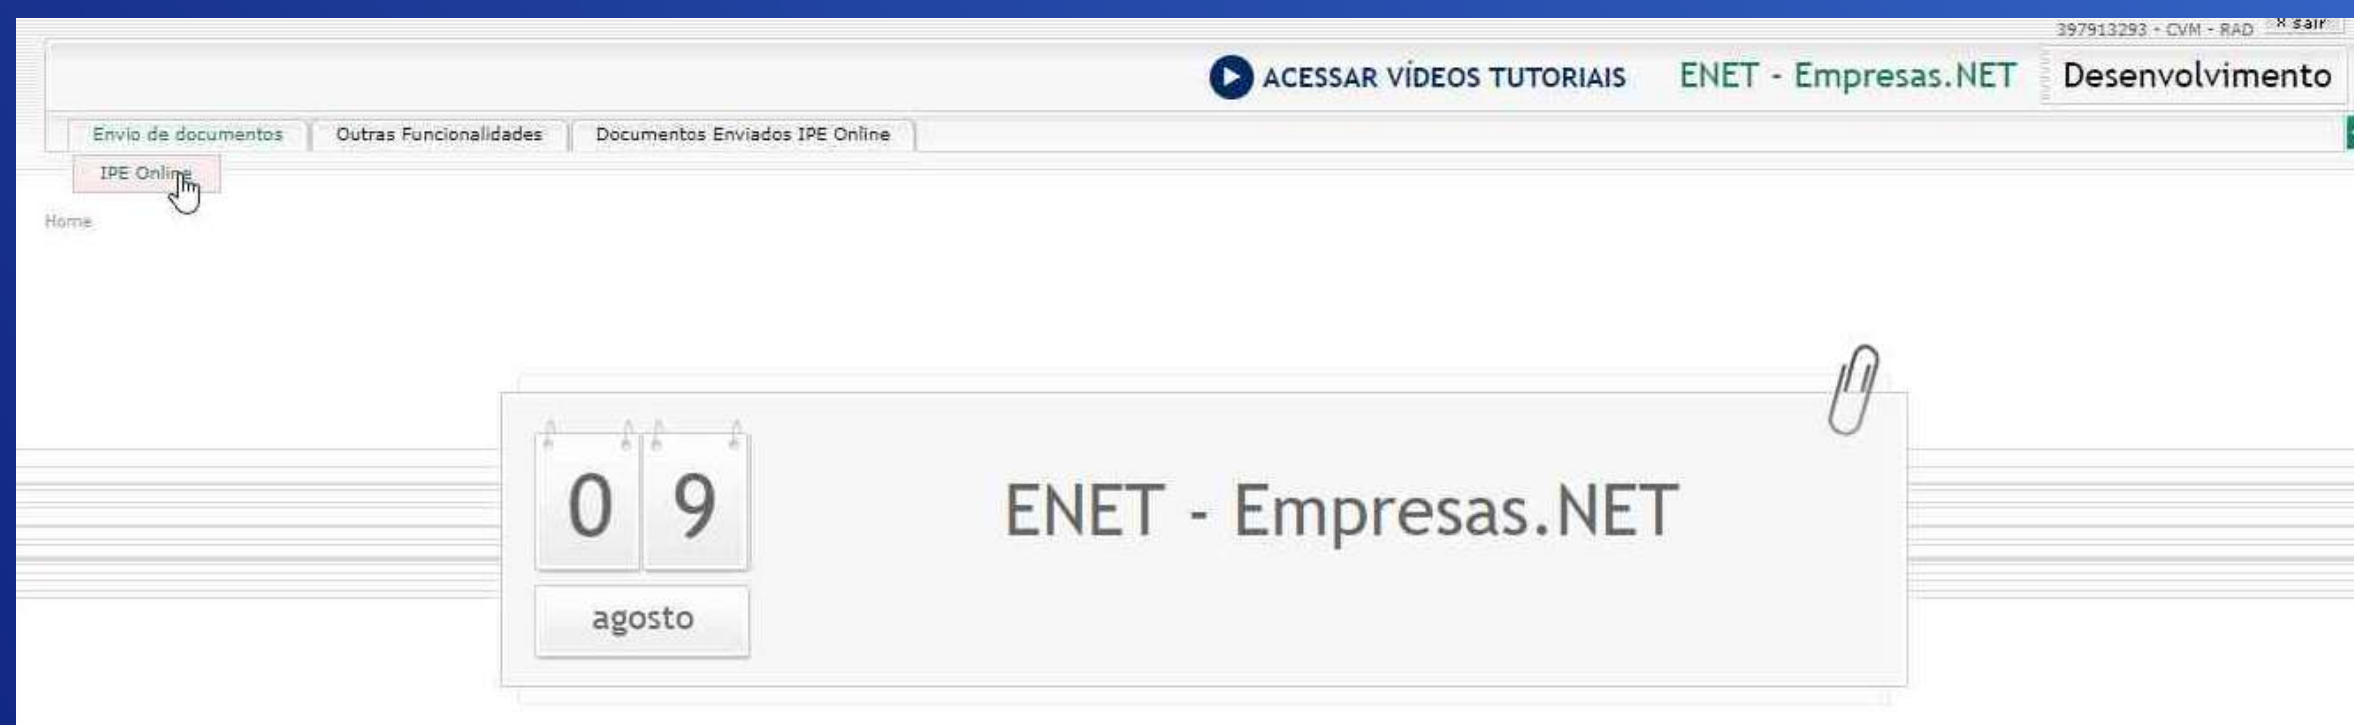 397913293 - CVM - RAD x sair
ACESSAR VÍDEOS TUTORIAIS ENET - Empresas.NET Desenvolvimento
Envio de documentos Outras Funcionalidades Documentos Enviados IPE Online
IPE Online
Home
0 9
ENET - Empresas.NET
agosto